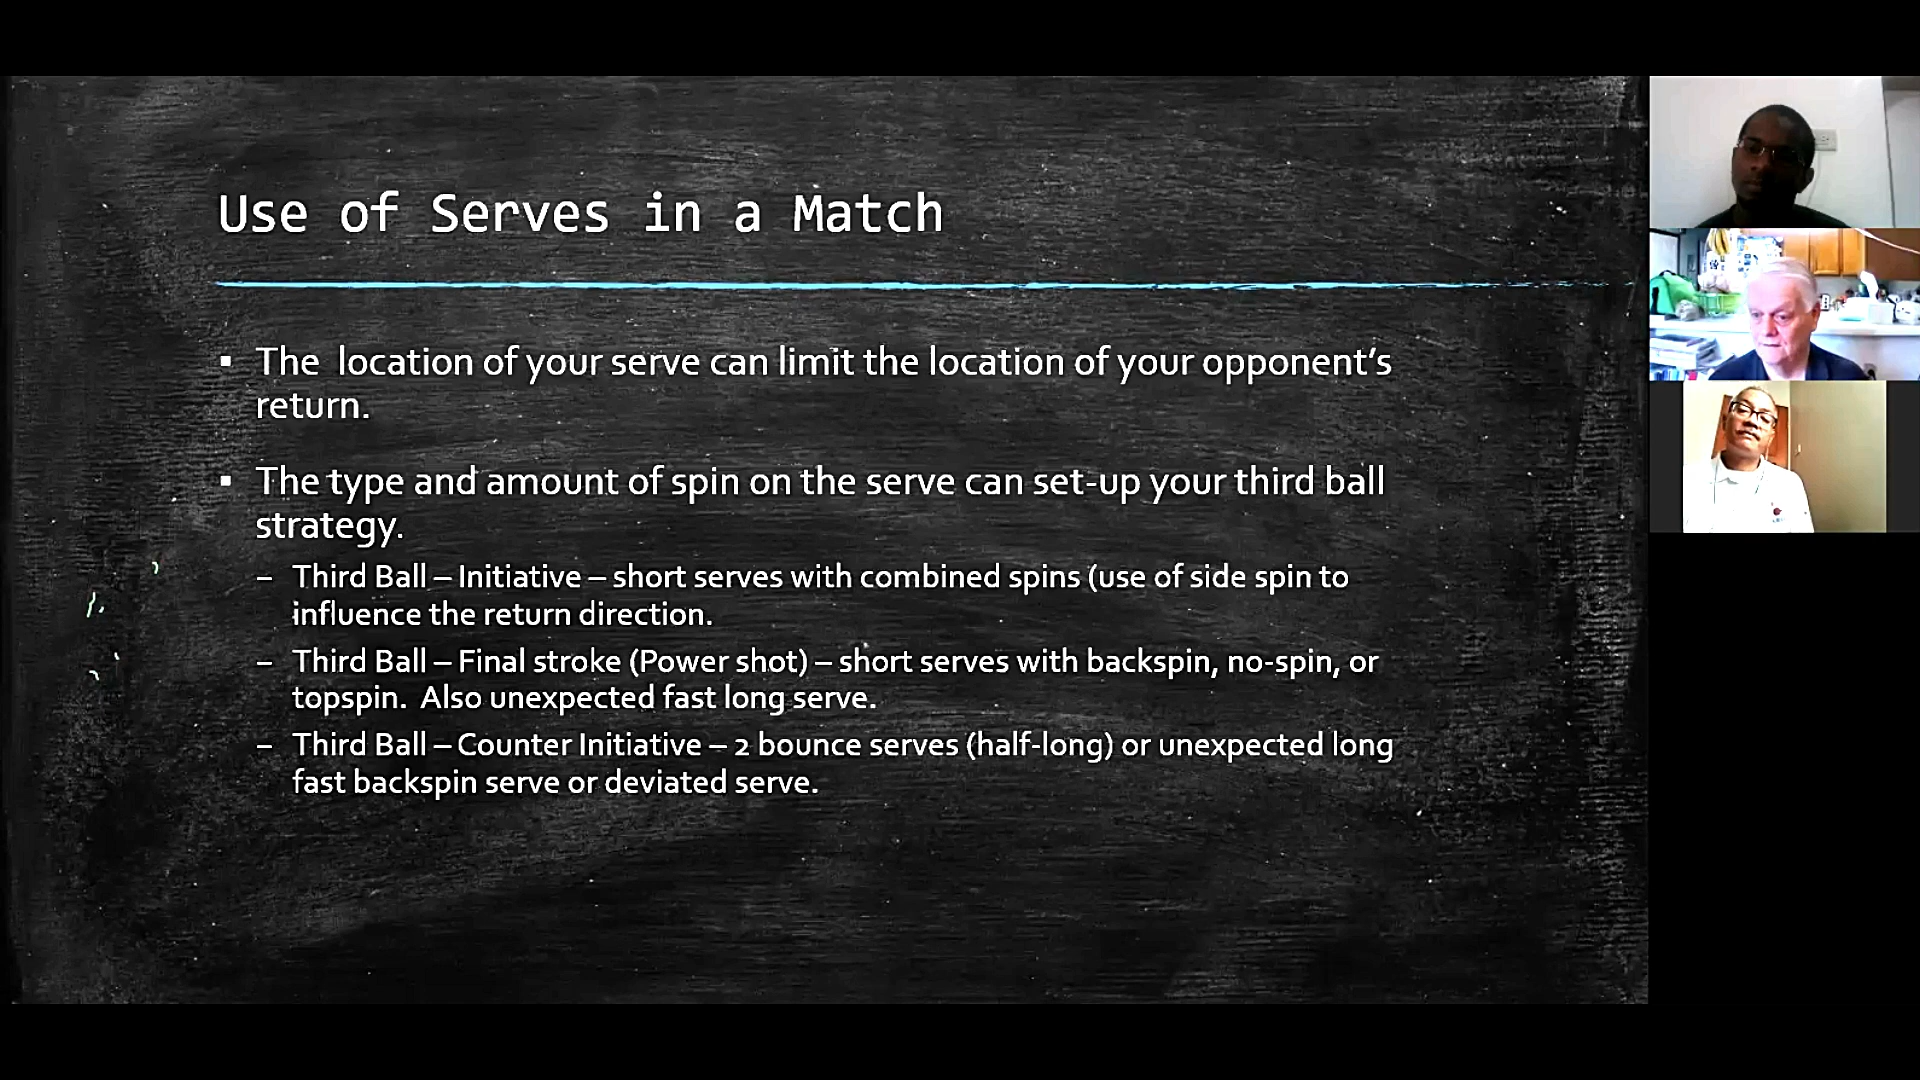 Use of Serves in a Match
▪ The  location of your serve can limit the location of your opponent’s
return.
▪ The type and amount of spin on the serve can set-up your third ball
strategy.
– Third Ball – Initiative – short serves with combined spins (use of side spin to
influence the return direction.
– Third Ball – Final stroke (Power shot) – short serves with backspin, no-spin, or
topspin.  Also unexpected fast long serve.
– Third Ball – Counter Initiative – 2 bounce serves (half-long) or unexpected long
fast backspin serve or deviated serve.